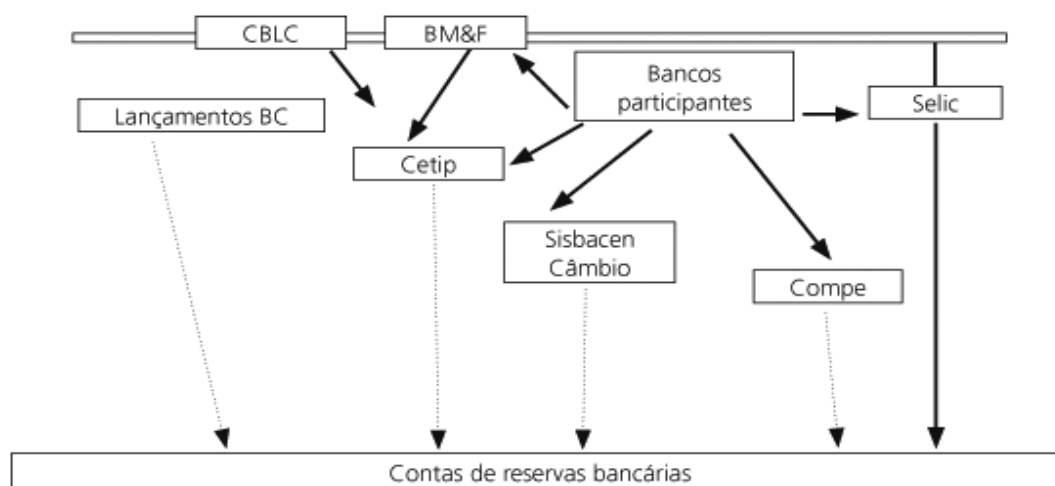 CBLC
BM&F
Bancos
participantes
Selic
Lançamentos BC
Cetip
Sisbacen
Câmbio
Compe
Contas de reservas bancárias